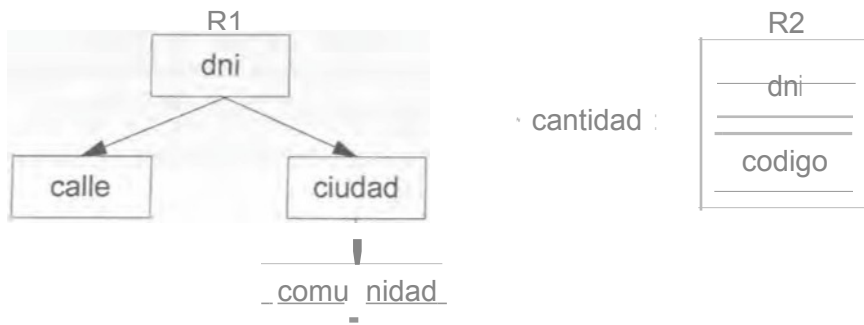 R1
dni
calle
ciudad
comu nidad
cantidad
R2
dni
codigo